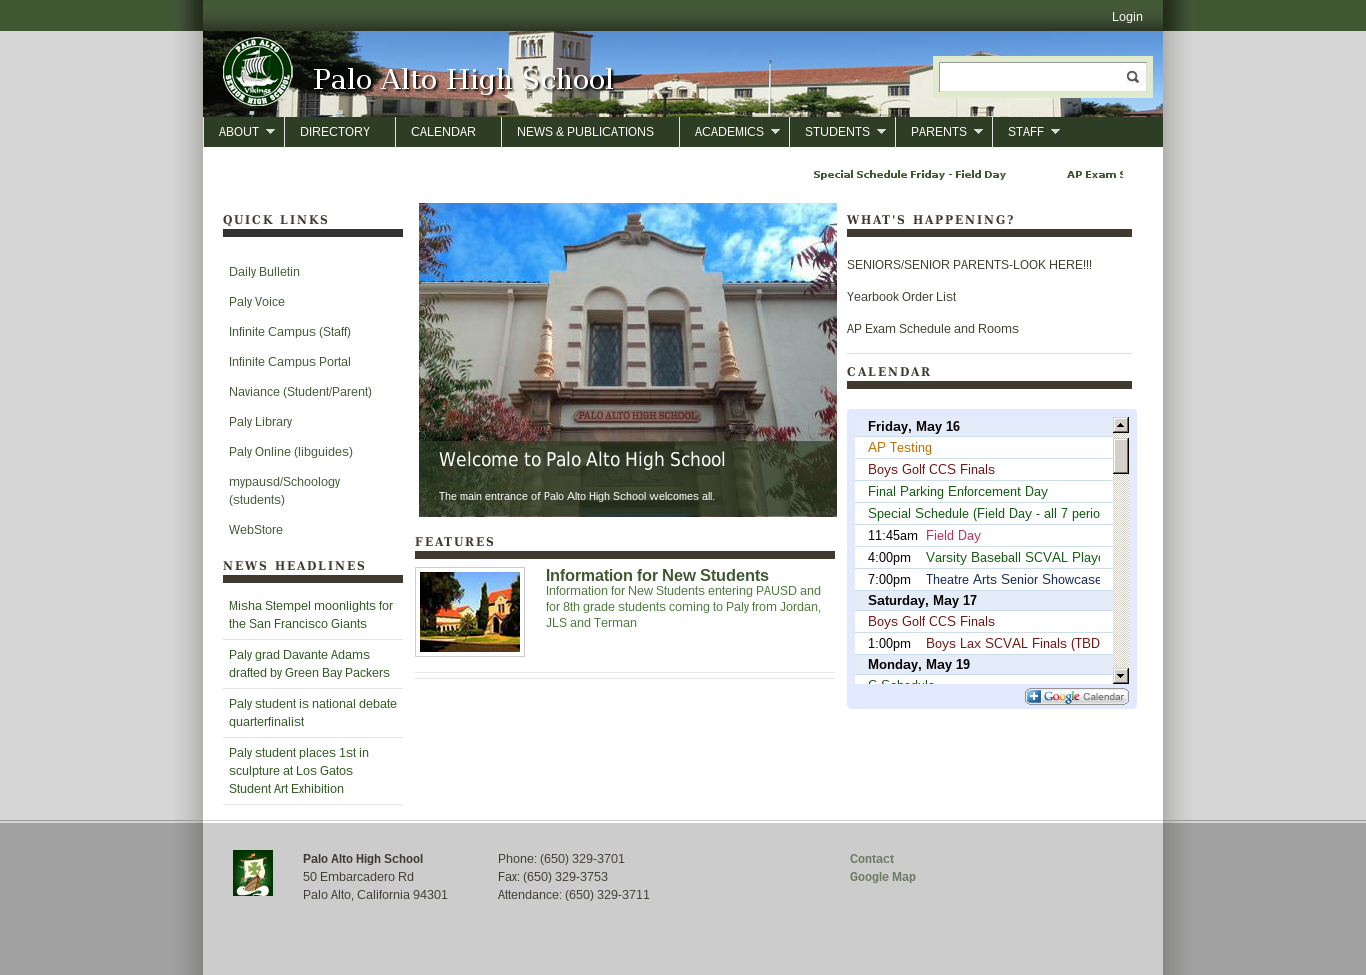 Login
PALO ALTO
Vikings
SENIOR HIGH SCHOOL
Palo Alto High School
ABOUT
DIRECTORY
CALENDAR
NEWS & PUBLICATIONS
ACADEMICS
STUDENTS
PARENTS
STAFF
Special Schedule Friday - Field Day
AP Exam
QUICK LINKS
Daily Bulletin
Paly Voice
Infinite Campus (Staff)
Infinite Campus Portal
Naviance (Student/Parent)
Paly Library
Paly Online (libguides)
mypausd/Schoology
(students)
WebStore
NEWS HEADLINES
Misha Stempel moonlights for
the San Francisco Giants
Paly grad Davante Adams
drafted by Green Bay Packers
Paly student is national debate
quarterfinalist
Paly student places 1st in
sculpture at Los Gatos
Student Art Exhibition
PALO ALTO HIGH SCHOOL
Welcome to Palo Alto High School
The main entrance of Palo Alto High School welcomes all.
FEATURES
Information for New Students
Information for New Students entering PAUSD and
for 8th grade students coming to Paly from Jordan,
JLS and Terman
WHAT'S HAPPENING?
SENIORS/SENIOR PARENTS-LOOK HERE!!!
Yearbook Order List
AP Exam Schedule and Rooms
CALENDAR
Friday, May 16
AP Testing
Boys Golf CCS Finals
Final Parking Enforcement Day
Special Schedule (Field Day - all 7 perio
11:45am Field Day
4:00pm Varsity Baseball SCVAL Playo
7:00pm Theatre Arts Senior Showcase
Saturday, May 17
Boys Golf CCS Finals
1:00pm Boys Lax SCVAL Finals (TBD
Monday, May 19
C Schedule
Google Calendar
Palo Alto High School
50 Embarcadero Rd
Palo Alto, California 94301
Phone: (650) 329-3701
Fax: (650) 329-3753
Attendance: (650) 329-3711
Contact
Google Map